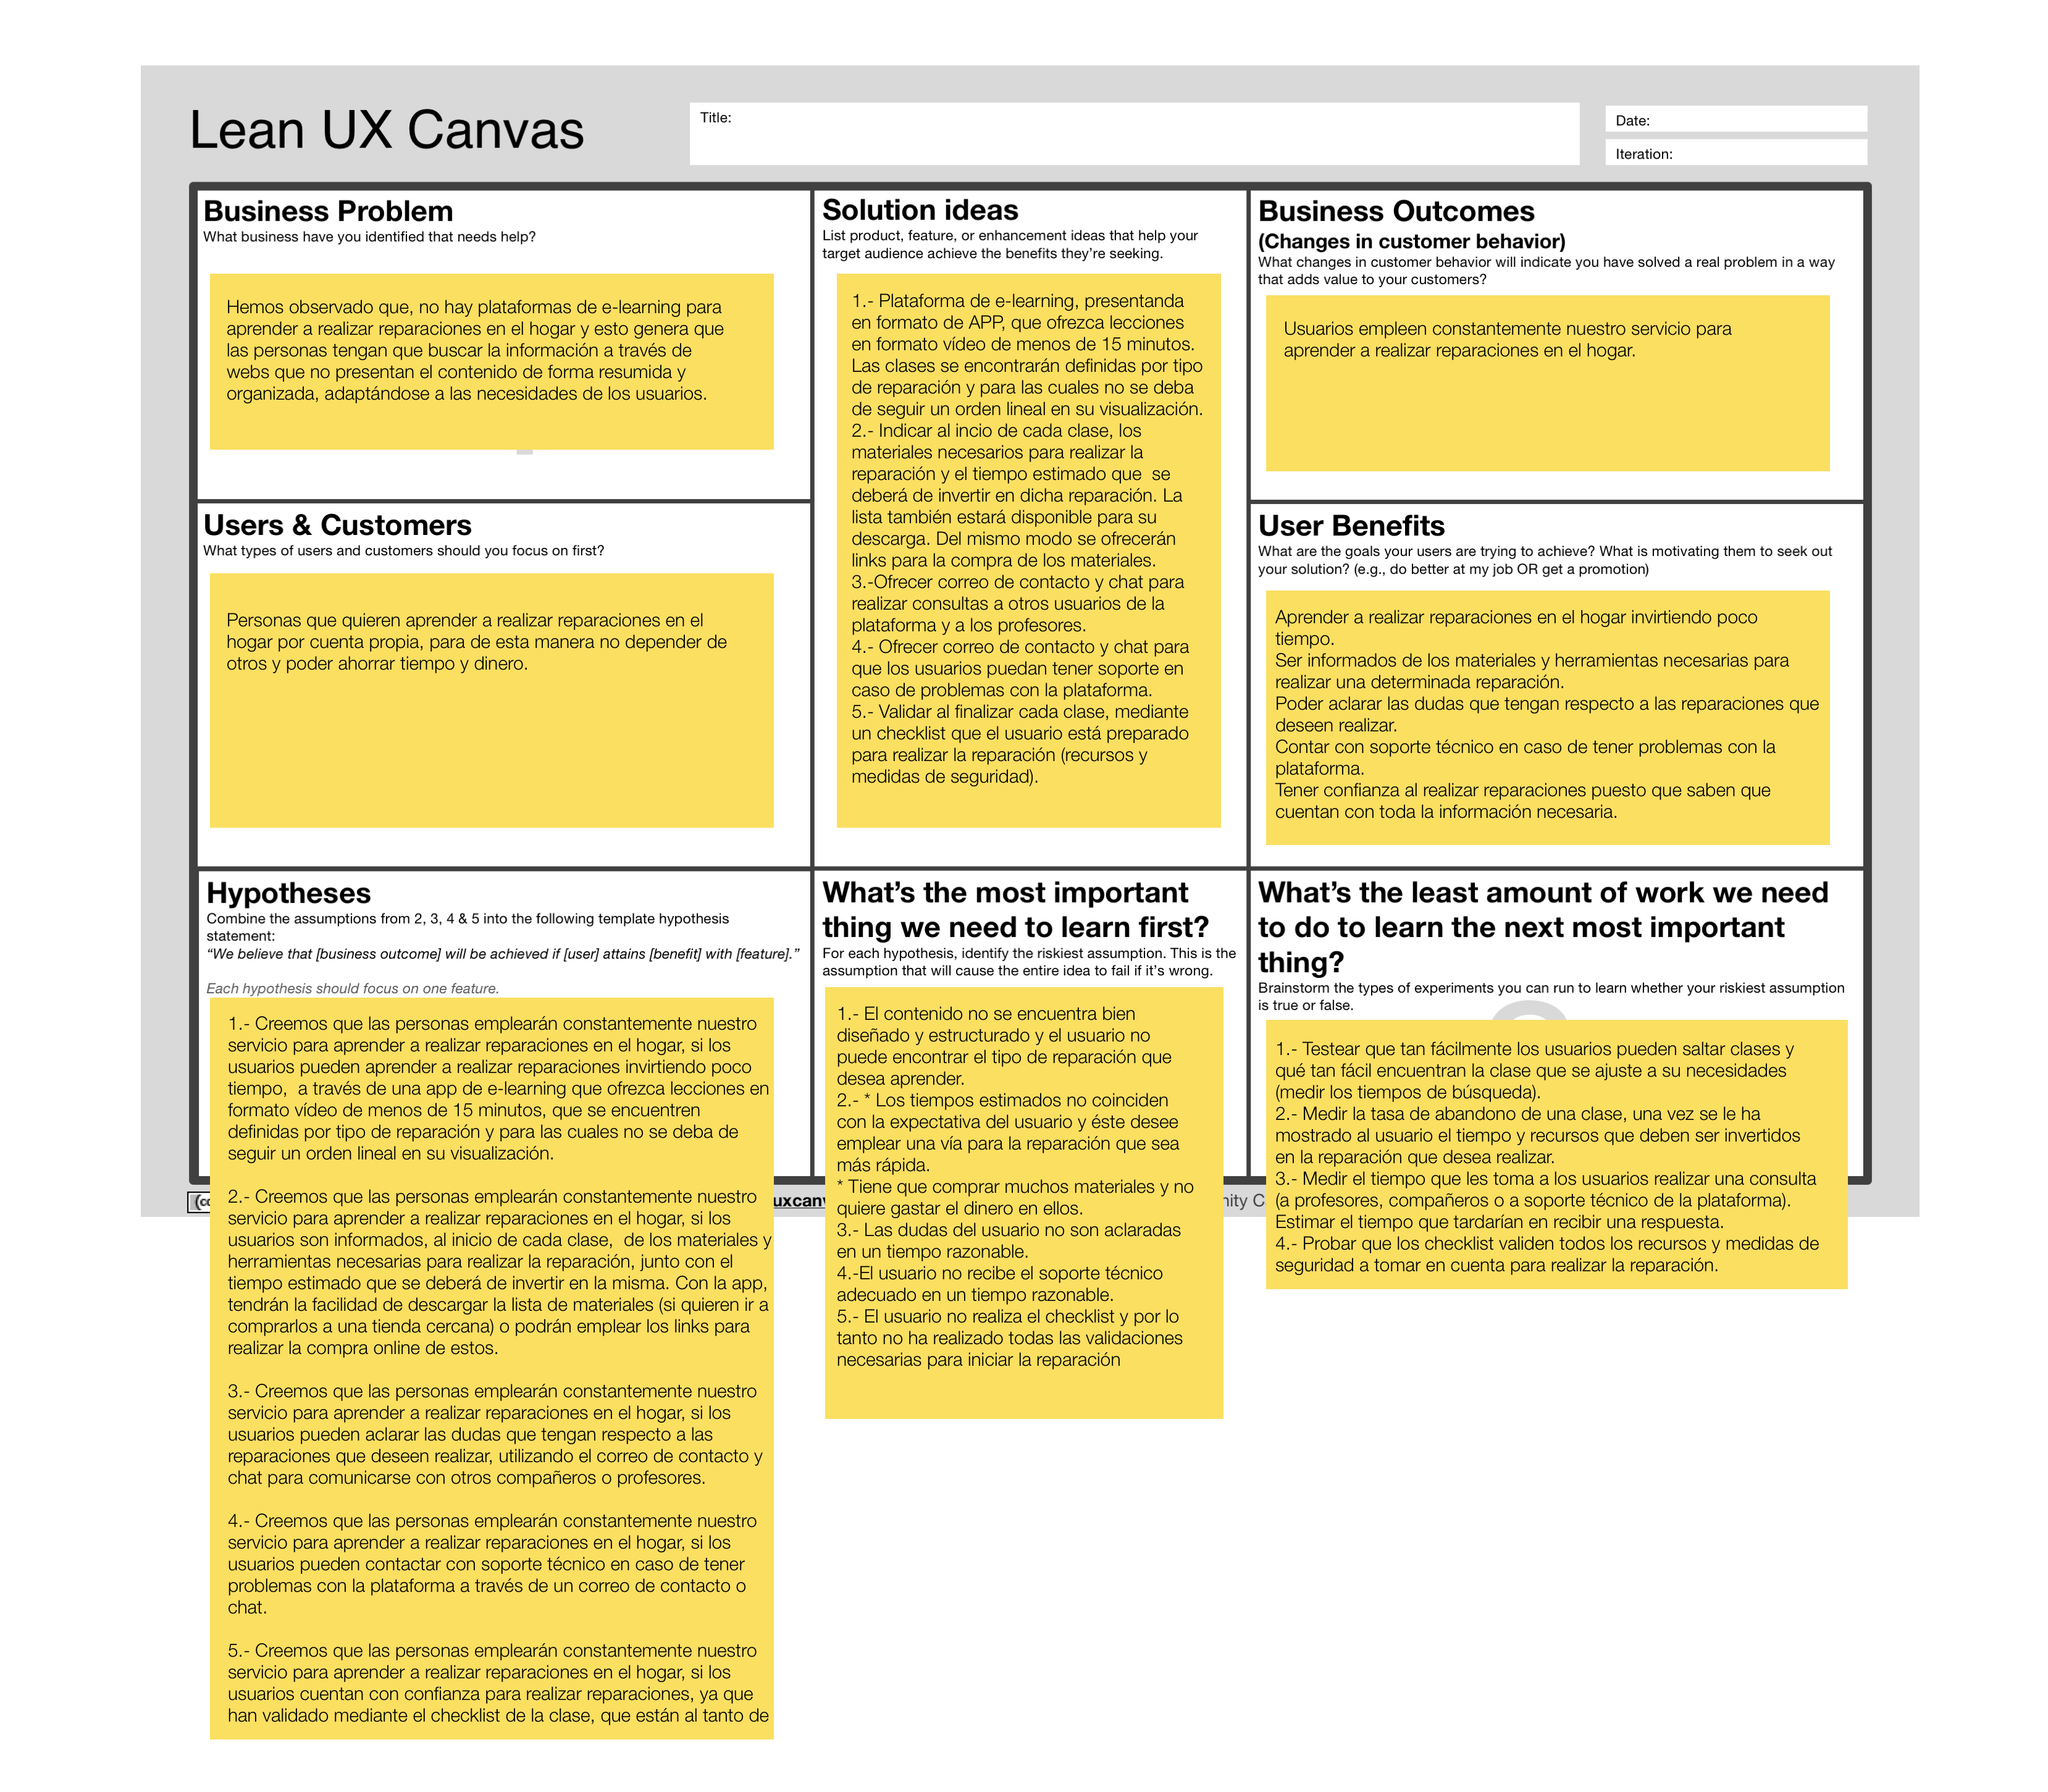 Lean UX Canvas
Title:
Date:
Iteration:
Business Problem
What business have you identified that needs help?
Hemos observado que, no hay plataformas de e-learning para
aprender a realizar reparaciones en el hogar y esto genera que
las personas tengan que buscar la información a través de
webs que no presentan el contenido de forma resumida y
organizada, adaptándose a las necesidades de los usuarios.
Users & Customers
What types of users and customers should you focus on first?
Personas que quieren aprender a realizar reparaciones en el
hogar por cuenta propia, para de esta manera no depender de
otros y poder ahorrar tiempo y dinero.
Solution ideas
List product, feature, or enhancement ideas that help your
target audience achieve the benefits they’re seeking.
1.- Plataforma de e-learning, presentanda
en formato de APP, que ofrezca lecciones
en formato vídeo de menos de 15 minutos.
Las clases se encontrarán definidas por tipo
de reparación y para las cuales no se deba
de seguir un orden lineal en su visualización.
2.- Indicar al incio de cada clase, los
materiales necesarios para realizar la
reparación y el tiempo estimado que  se
deberá de invertir en dicha reparación. La
lista también estará disponible para su
descarga. Del mismo modo se ofrecerán
links para la compra de los materiales.
3.-Ofrecer correo de contacto y chat para
realizar consultas a otros usuarios de la
plataforma y a los profesores.
4.- Ofrecer correo de contacto y chat para
que los usuarios puedan tener soporte en
caso de problemas con la plataforma.
5.- Validar al finalizar cada clase, mediante
un checklist que el usuario está preparado
para realizar la reparación (recursos y
medidas de seguridad).
Business Outcomes
(Changes in customer behavior)
What changes in customer behavior will indicate you have solved a real problem in a way
that adds value to your customers?
Usuarios empleen constantemente nuestro servicio para
aprender a realizar reparaciones en el hogar.
User Benefits
What are the goals your users are trying to achieve? What is motivating them to seek out
your solution? (e.g., do better at my job OR get a promotion)
Aprender a realizar reparaciones en el hogar invirtiendo poco
tiempo.
Ser informados de los materiales y herramientas necesarias para
realizar una determinada reparación.
Poder aclarar las dudas que tengan respecto a las reparaciones que
deseen realizar.
Contar con soporte técnico en caso de tener problemas con la
plataforma.
Tener confianza al realizar reparaciones puesto que saben que
cuentan con toda la información necesaria.
Hypotheses
Combine the assumptions from 2, 3, 4 & 5 into the following template hypothesis
statement:
“We believe that [business outcome] will be achieved if [user] attains [benefit] with [feature].”
Each hypothesis should focus on one feature.
1.- Creemos que las personas emplearán constantemente nuestro
servicio para aprender a realizar reparaciones en el hogar, si los
usuarios pueden aprender a realizar reparaciones invirtiendo poco
tiempo,  a través de una app de e-learning que ofrezca lecciones en
formato vídeo de menos de 15 minutos, que se encuentren
definidas por tipo de reparación y para las cuales no se deba de
seguir un orden lineal en su visualización.
2.- Creemos que las personas emplearán constantemente nuestro
servicio para aprender a realizar reparaciones en el hogar, si los
usuarios son informados, al inicio de cada clase,  de los materiales y
herramientas necesarias para realizar la reparación, junto con el
tiempo estimado que se deberá de invertir en la misma. Con la app,
tendrán la facilidad de descargar la lista de materiales (si quieren ir a
comprarlos a una tienda cercana) o podrán emplear los links para
realizar la compra online de estos.
3.- Creemos que las personas emplearán constantemente nuestro
servicio para aprender a realizar reparaciones en el hogar, si los
usuarios pueden aclarar las dudas que tengan respecto a las
reparaciones que deseen realizar, utilizando el correo de contacto y
chat para comunicarse con otros compañeros o profesores.
4.- Creemos que las personas emplearán constantemente nuestro
servicio para aprender a realizar reparaciones en el hogar, si los
usuarios pueden contactar con soporte técnico en caso de tener
problemas con la plataforma a través de un correo de contacto o
chat.
5.- Creemos que las personas emplearán constantemente nuestro
servicio para aprender a realizar reparaciones en el hogar, si los
usuarios cuentan con confianza para realizar reparaciones, ya que
han validado mediante el checklist de la clase, que están al tanto de
What’s the most important
thing we need to learn first?
For each hypothesis, identify the riskiest assumption. This is the
assumption that will cause the entire idea to fail if it’s wrong.
1.- El contenido no se encuentra bien
diseñado y estructurado y el usuario no
puede encontrar el tipo de reparación que
desea aprender.
2.- * Los tiempos estimados no coinciden
con la expectativa del usuario y éste desee
emplear una vía para la reparación que sea
más rápida.
* Tiene que comprar muchos materiales y no
quiere gastar el dinero en ellos.
3.- Las dudas del usuario no son aclaradas
en un tiempo razonable.
4.-El usuario no recibe el soporte técnico
adecuado en un tiempo razonable.
5.- El usuario no realiza el checklist y por lo
tanto no ha realizado todas las validaciones
necesarias para iniciar la reparación
What’s the least amount of work we need
to do to learn the next most important
thing?
Brainstorm the types of experiments you can run to learn whether your riskiest assumption
is true or false.
1.- Testear que tan fácilmente los usuarios pueden saltar clases y
qué tan fácil encuentran la clase que se ajuste a su necesidades
(medir los tiempos de búsqueda).
2.- Medir la tasa de abandono de una clase, una vez se le ha
mostrado al usuario el tiempo y recursos que deben ser invertidos
en la reparación que desea realizar.
3.- Medir el tiempo que les toma a los usuarios realizar una consulta
(a profesores, compañeros o a soporte técnico de la plataforma).
Estimar el tiempo que tardarían en recibir una respuesta.
4.- Probar que los checklist validen todos los recursos y medidas de
seguridad a tomar en cuenta para realizar la reparación.